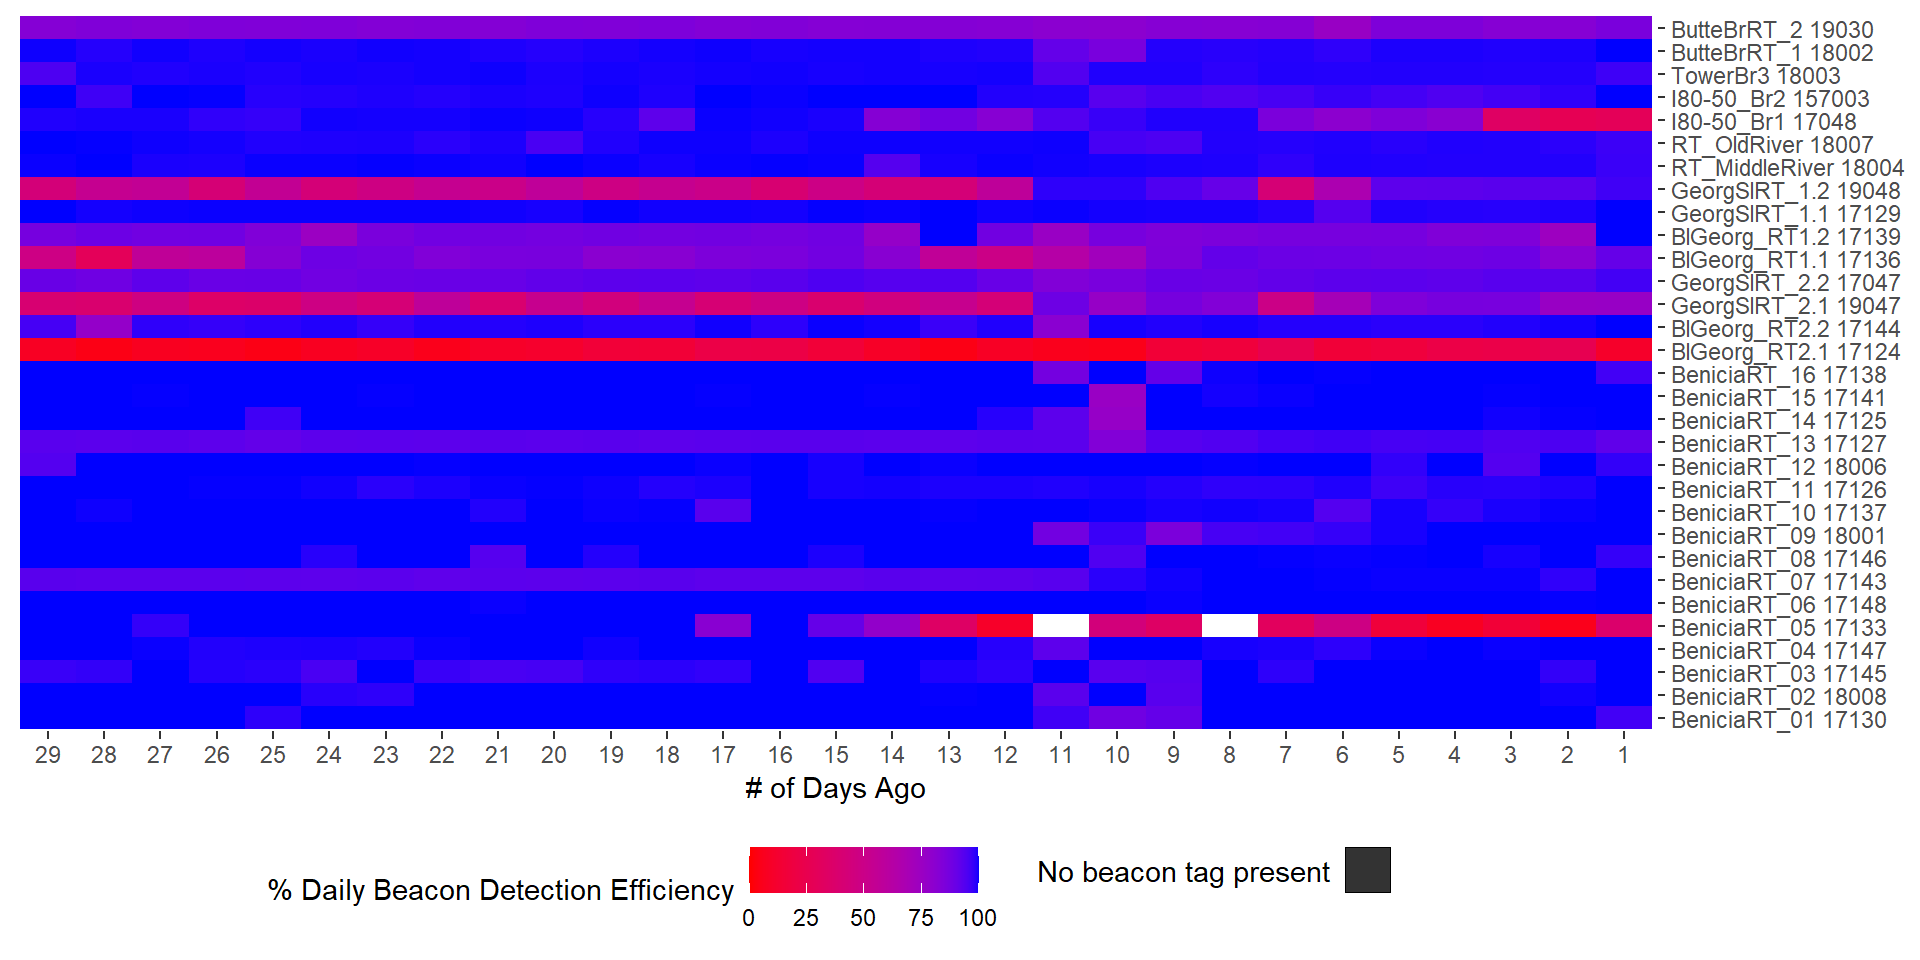 ButteBrRT_2 19030
ButteBrRT_1 18002
TowerBr3 18003
I80-50_Br2 157003
I80-50_Br1 17048
RT_OldRiver 18007
RT_MiddleRiver 18004
GeorgSlRT_1.2 19048
GeorgSlRT_1.1 17129
BlGeorg_RT1.2 17139
BlGeorg_RT1.1 17136
GeorgSlRT_2.2 17047
GeorgSlRT_2.1 19047
BlGeorg_RT2.2 17144
BlGeorg_RT2.1 17124
BeniciaRT_16 17138
BeniciaRT_15 17141
BeniciaRT_14 17125
BeniciaRT_13 17127
BeniciaRT_12 18006
BeniciaRT_11 17126
BeniciaRT_10 17137
BeniciaRT_09 18001
BeniciaRT_08 17146
BeniciaRT_07 17143
BeniciaRT_06 17148
BeniciaRT_05 17133
BeniciaRT_04 17147
BeniciaRT_03 17145
BeniciaRT_02 18008
BeniciaRT_01 17130
29 28 27 26 25 24 23 22 21 20 19 18 17 16 15 14 13 12 11 10 9 8 7 6 5 4 3 2 1
# of Days Ago
% Daily Beacon Detection Efficiency
0 25 50 75 100
No beacon tag present